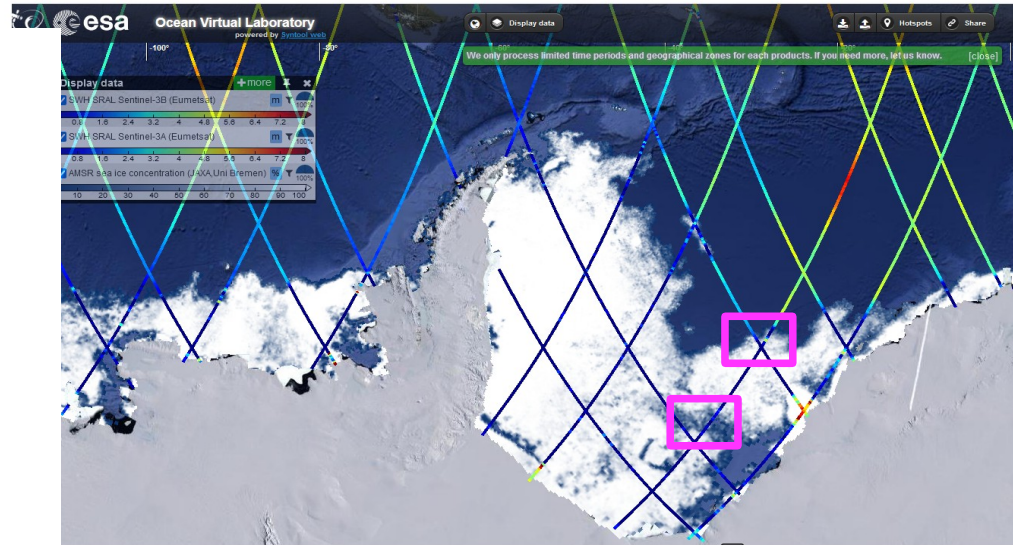 esa
Ocean Virtual Laboratory
powered by Syntool web
Display data
Hotspots
Share
-100°
-80°
-60°
-40°
-20°
We only process limited time periods and geographical zones for each products. If you need more, let us know. [close]
Display data
+more
SWH SRAL Sentinel-3B (Eumetsat) m 100%
0.8 1.6 2.4 3.2 4 4.8 5.6 6.4 7.2 8
SWH SRAL Sentinel-3A (Eumetsat) m 100%
0.8 1.6 2.4 3.2 4 4.8 5.6 6.4 7.2 8
AMSR sea ice concentration (JAXA,Uni Bremen) % 100%
10 20 30 40 50 60 70 80 90 100